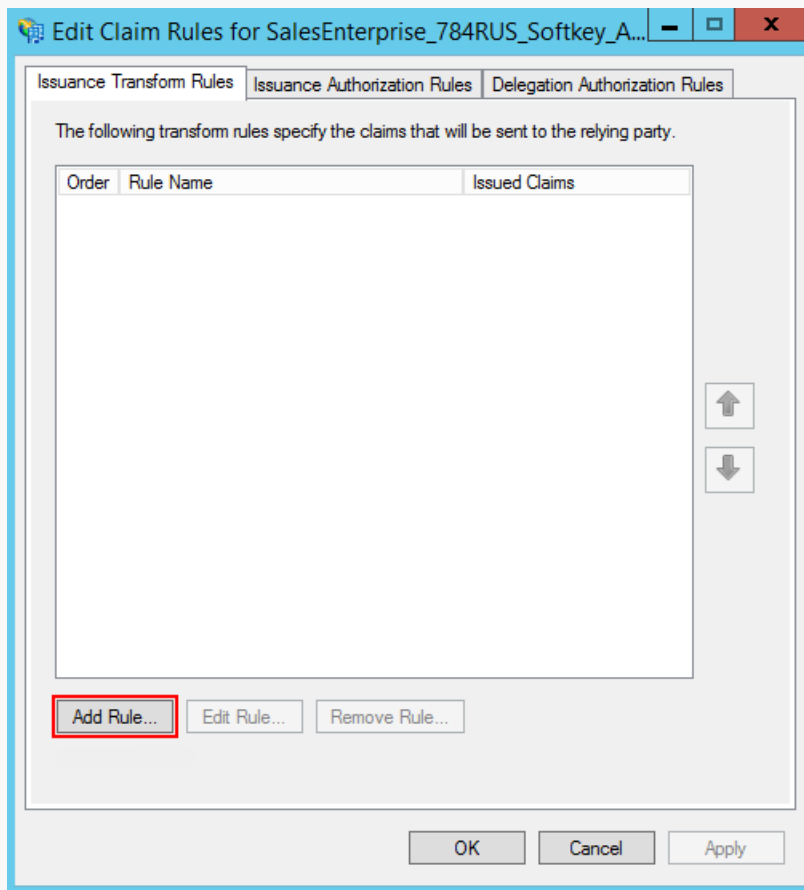 Edit Claim Rules for SalesEnterprise_784RUS_Softkey_A...
Issuance Transform Rules Issuance Authorization Rules Delegation Authorization Rules
The following transform rules specify the claims that will be sent to the relying party.
Order Rule Name Issued Claims
Add Rule... Edit Rule... Remove Rule...
OK Cancel Apply